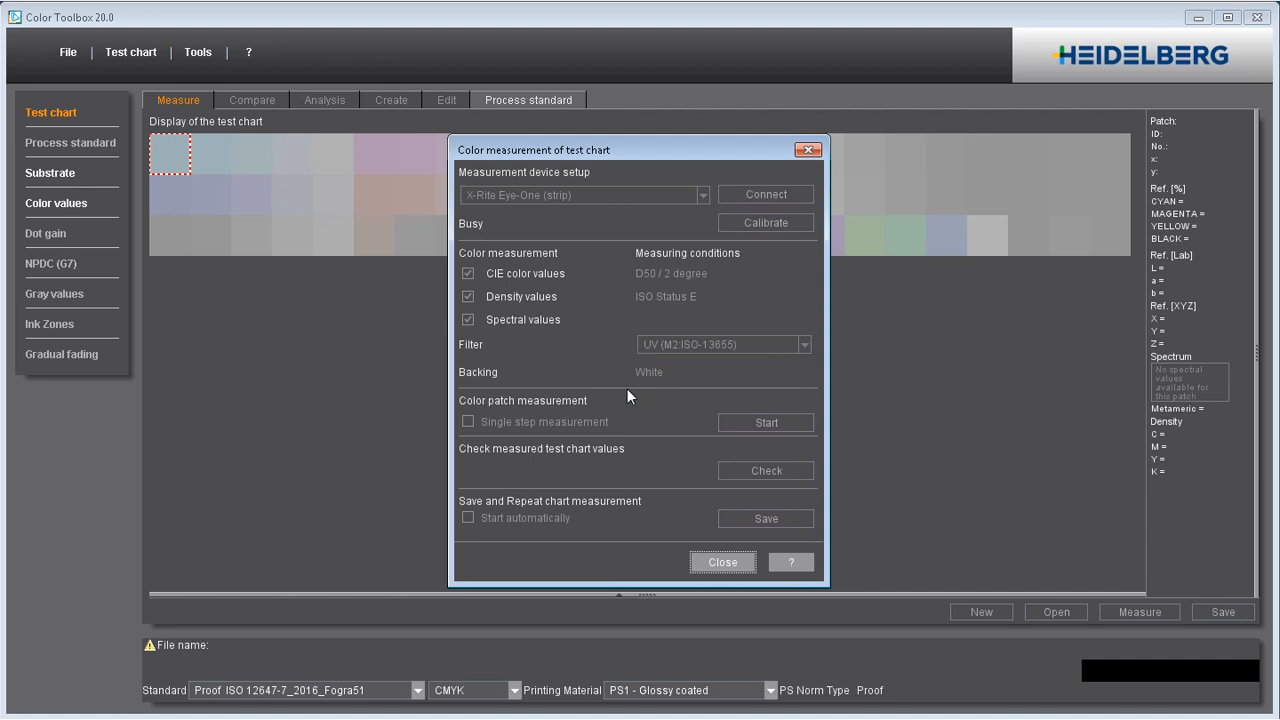 Color Toolbox 20.0
File | Test chart | Tools | ?
HEIDELBERG
Test chart
Process standard
Substrate
Color values
Dot gain
NPDC (G7)
Gray values
Ink Zones
Gradual fading
Measure Compare Analysis Create Edit Process standard
Display of the test chart
Color measurement of test chart
Measurement device setup
X-Rite Eye-One (strip) Connect
Busy Calibrate
Color measurement Measuring conditions
CIE color values D50 / 2 degree
Density values ISO Status E
Spectral values
Filter UV (M2:ISO-13655)
Backing White
Color patch measurement
Single step measurement Start
Check measured test chart values
Check
Save and Repeat chart measurement
Start automatically Save
Close ?
Patch:
ID:
No.:
x:
y:
Ref. [%]
CYAN =
MAGENTA =
YELLOW =
BLACK =
Ref. [Lab]
L =
a =
b =
Ref. [XYZ]
X =
Y =
Z =
Spectrum
No spectral
values
available for
this patch
Metameric =
Density
C =
M =
Y =
K =
New Open Measure Save
File name:
Standard Proof ISO 12647-7_2016_Fogra51 CMYK Printing Material PS1 - Glossy coated PS Norm Type Proof